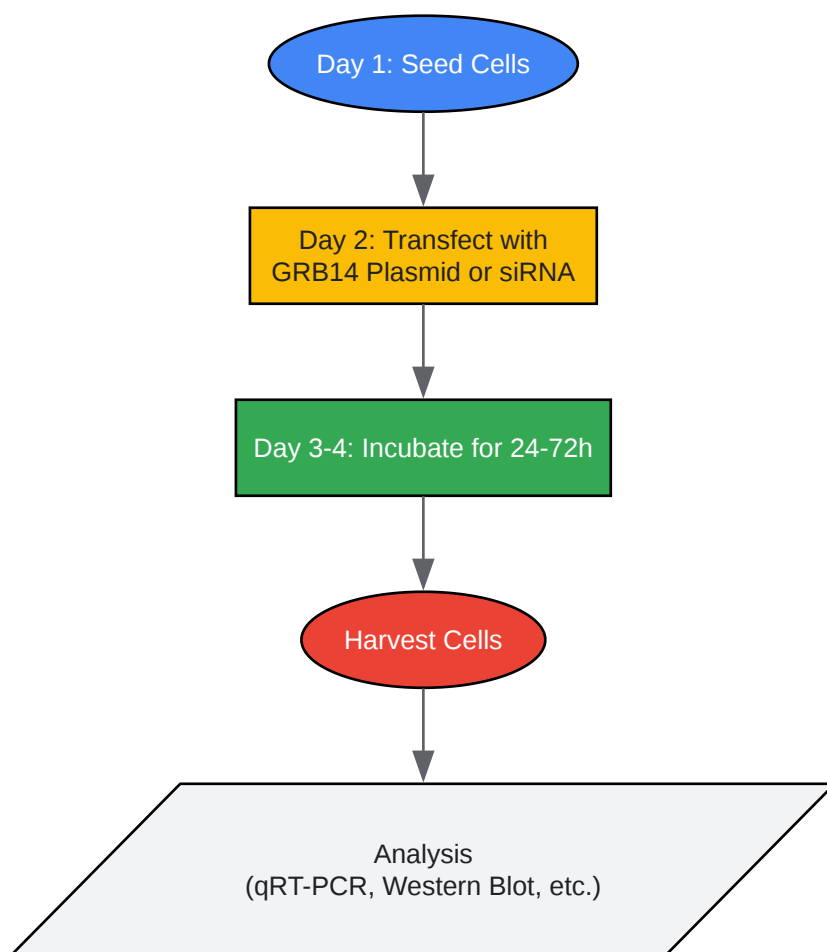 Day 1: Seed Cells
Day 2: Transfect with
GRB14 Plasmid or siRNA
Day 3-4: Incubate for 24-72h
Harvest Cells
Analysis
(qRT-PCR, Western Blot, etc.)